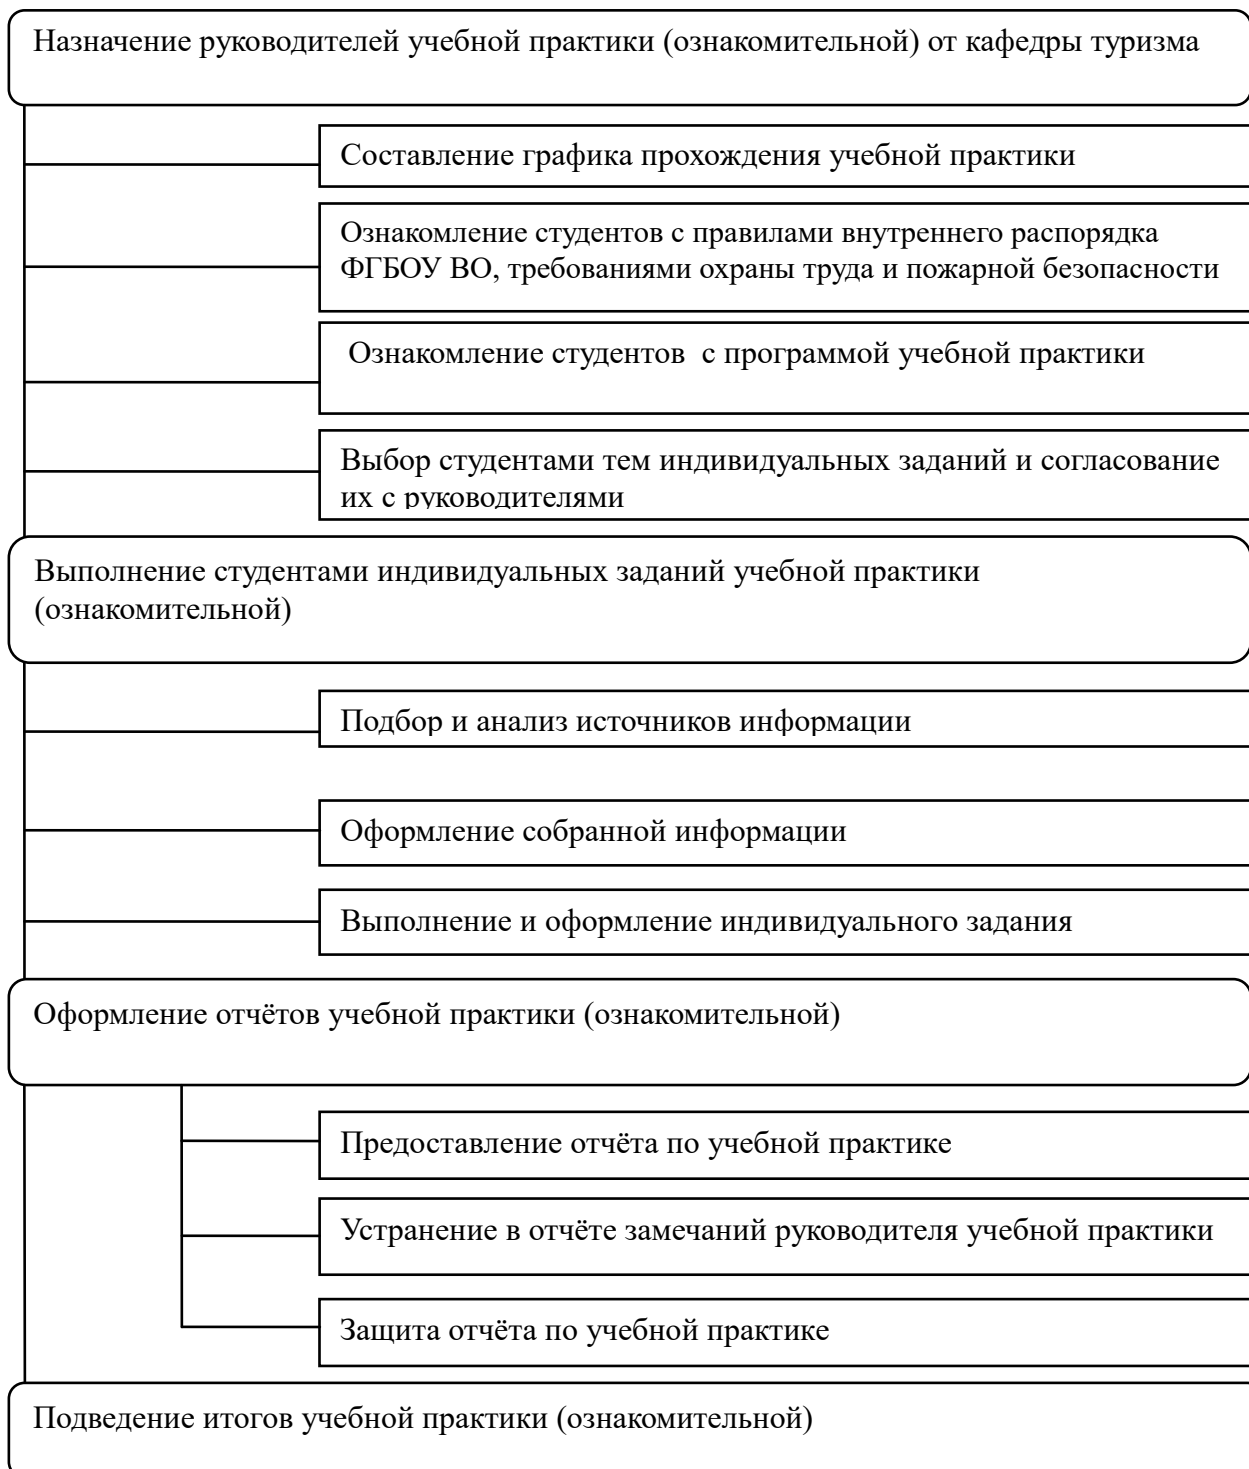 Назначение руководителей учебной практики (ознакомительной) от кафедры туризма
Составление графика прохождения учебной практики
Ознакомление студентов с правилами внутреннего распорядка
ФГБОУ ВО, требованиями охраны труда и пожарной безопасности
Ознакомление студентов с программой учебной практики
Выбор студентами тем индивидуальных заданий и согласование
их с руководителями
Выполнение студентами индивидуальных заданий учебной практики
(ознакомительной)
Подбор и анализ источников информации
Оформление собранной информации
Выполнение и оформление индивидуального задания
Оформление отчётов учебной практики (ознакомительной)
Предоставление отчёта по учебной практике
Устранение в отчёте замечаний руководителя учебной практики
Защита отчёта по учебной практике
Подведение итогов учебной практики (ознакомительной)